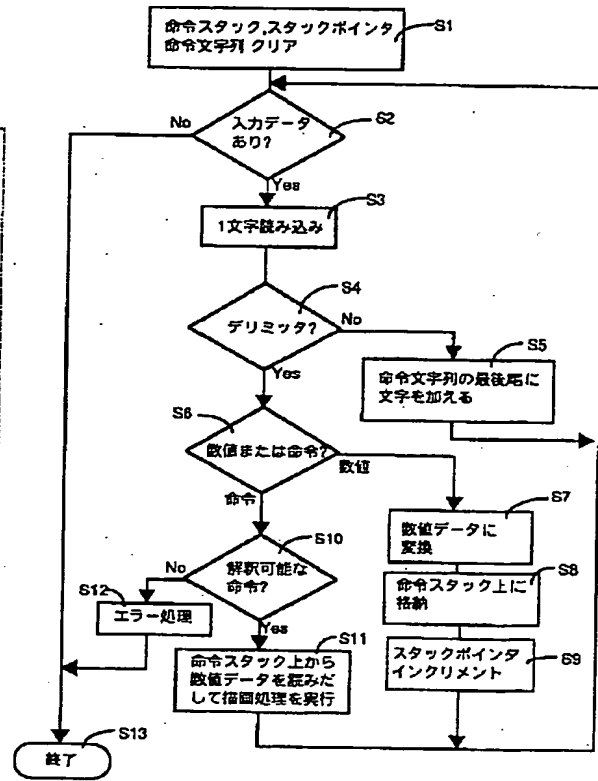 命令スタック,スタックポインタ
命令文字列 クリア
S1
No
入力データ
あり?
S2
Yes
S3
1文字読み込み
S4
デリミッタ?
No
S5
Yes
命令文字列の最後尾に
文字を加える
S6
数値または命令?
数値
命令
S7
数値データに
変換
S10
No
解釈可能な
命令?
S8
命令スタック上に
格納
S12
エラー処理
Yes
S11
スタックポインタ
インクリメント
S9
命令スタック上から
数値データを読みだ
して描画処理を実行
S13
終了